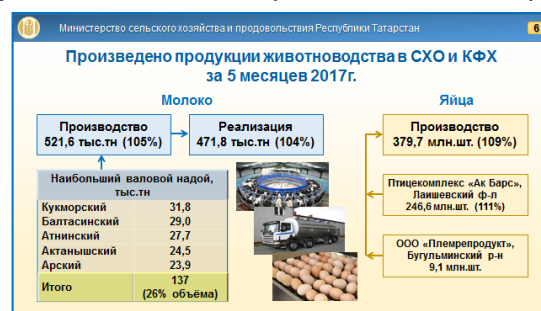 Министерство сельского хозяйства и продовольствия Республики Татарстан
6
Произведено продукции животноводства в СХО и КФХ
за 5 месяцев 2017г.
Молоко
Производство
521,6 тыс.тн (105%)
Реализация
471,8 тыс.тн (104%)
Наибольший валовой надой,
тыс.тн
Кукморский 31,8
Балтасинский 29,0
Атнинский 27,7
Актанышский 24,5
Арский 23,9
Итого 137
(26% объёма)
Яйца
Производство
379,7 млн.шт. (109%)
Птицекомплекс «Ак Барс»,
Лаишевский ф-л
246,6 млн.шт. (111%)
ООО «Племрепродукт»,
Бугульминский р-н
9,1 млн.шт.